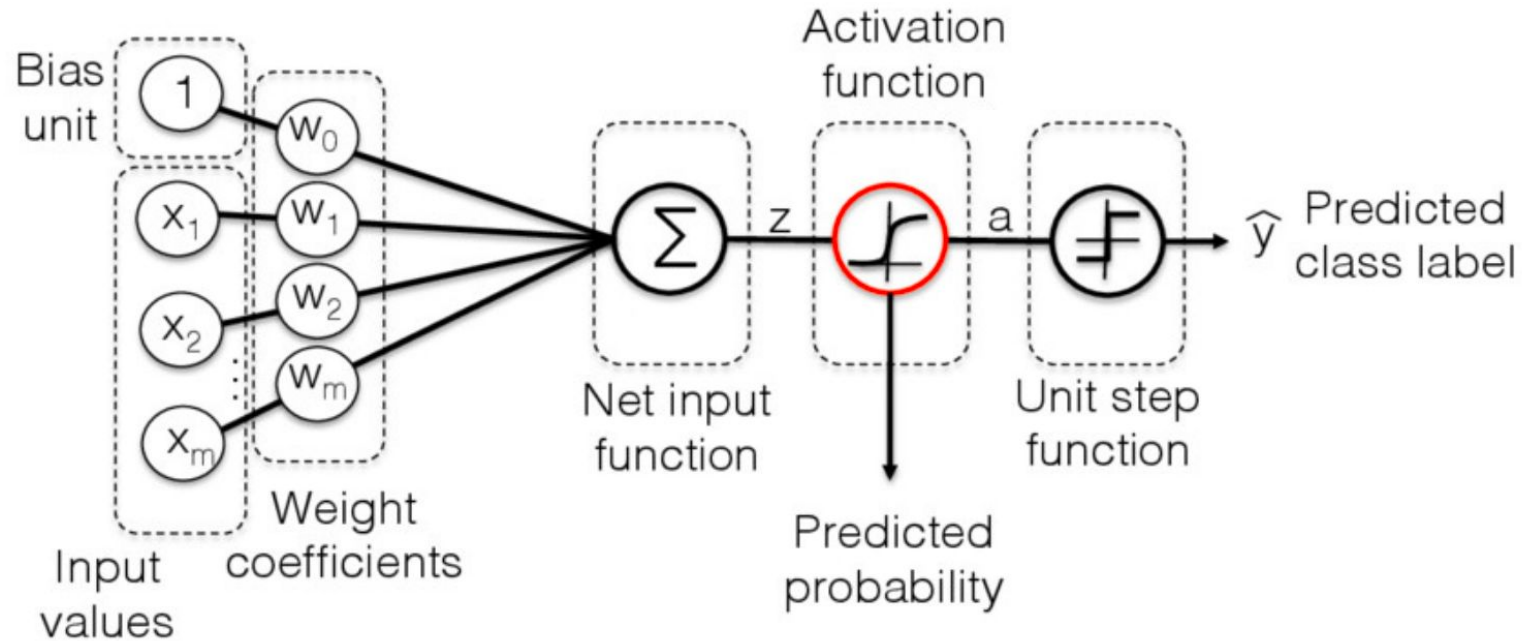 Bias
unit
1
x₁
x₂
⋮
xₘ
Input
values
w₀
w₁
w₂
wₘ
Weight
coefficients
Σ
Net input
function
z
Activation
function
Predicted
probability
a
Unit step
function
ŷ
Predicted
class label